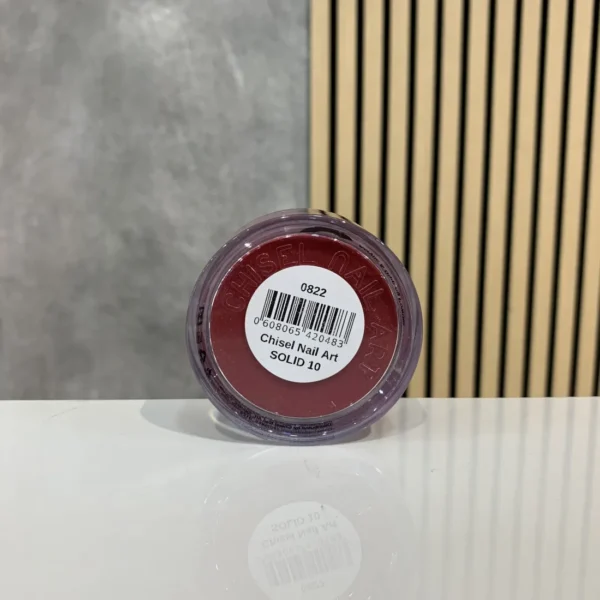 CHISEL NAIL ART
0822
0 608065 420483
Chisel Nail Art
SOLID 10